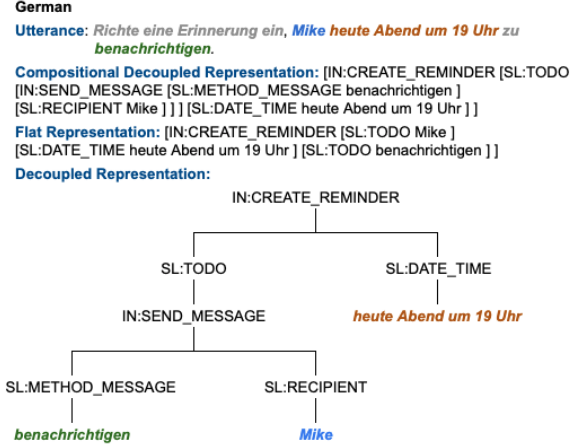 German
Utterance: Richte eine Erinnerung ein, Mike heute Abend um 19 Uhr zu
benachrichtigen.
Compositional Decoupled Representation: [IN:CREATE_REMINDER [SL:TODO
[IN:SEND_MESSAGE [SL:METHOD_MESSAGE benachrichtigen ]
[SL:RECIPIENT Mike ] ] ] [SL:DATE_TIME heute Abend um 19 Uhr ] ]
Flat Representation: [IN:CREATE_REMINDER [SL:TODO Mike ]
[SL:DATE_TIME heute Abend um 19 Uhr ] [SL:TODO benachrichtigen ] ]
Decoupled Representation:
IN:CREATE_REMINDER
SL:TODO SL:DATE_TIME
IN:SEND_MESSAGE heute Abend um 19 Uhr
SL:METHOD_MESSAGE SL:RECIPIENT
benachrichtigen Mike